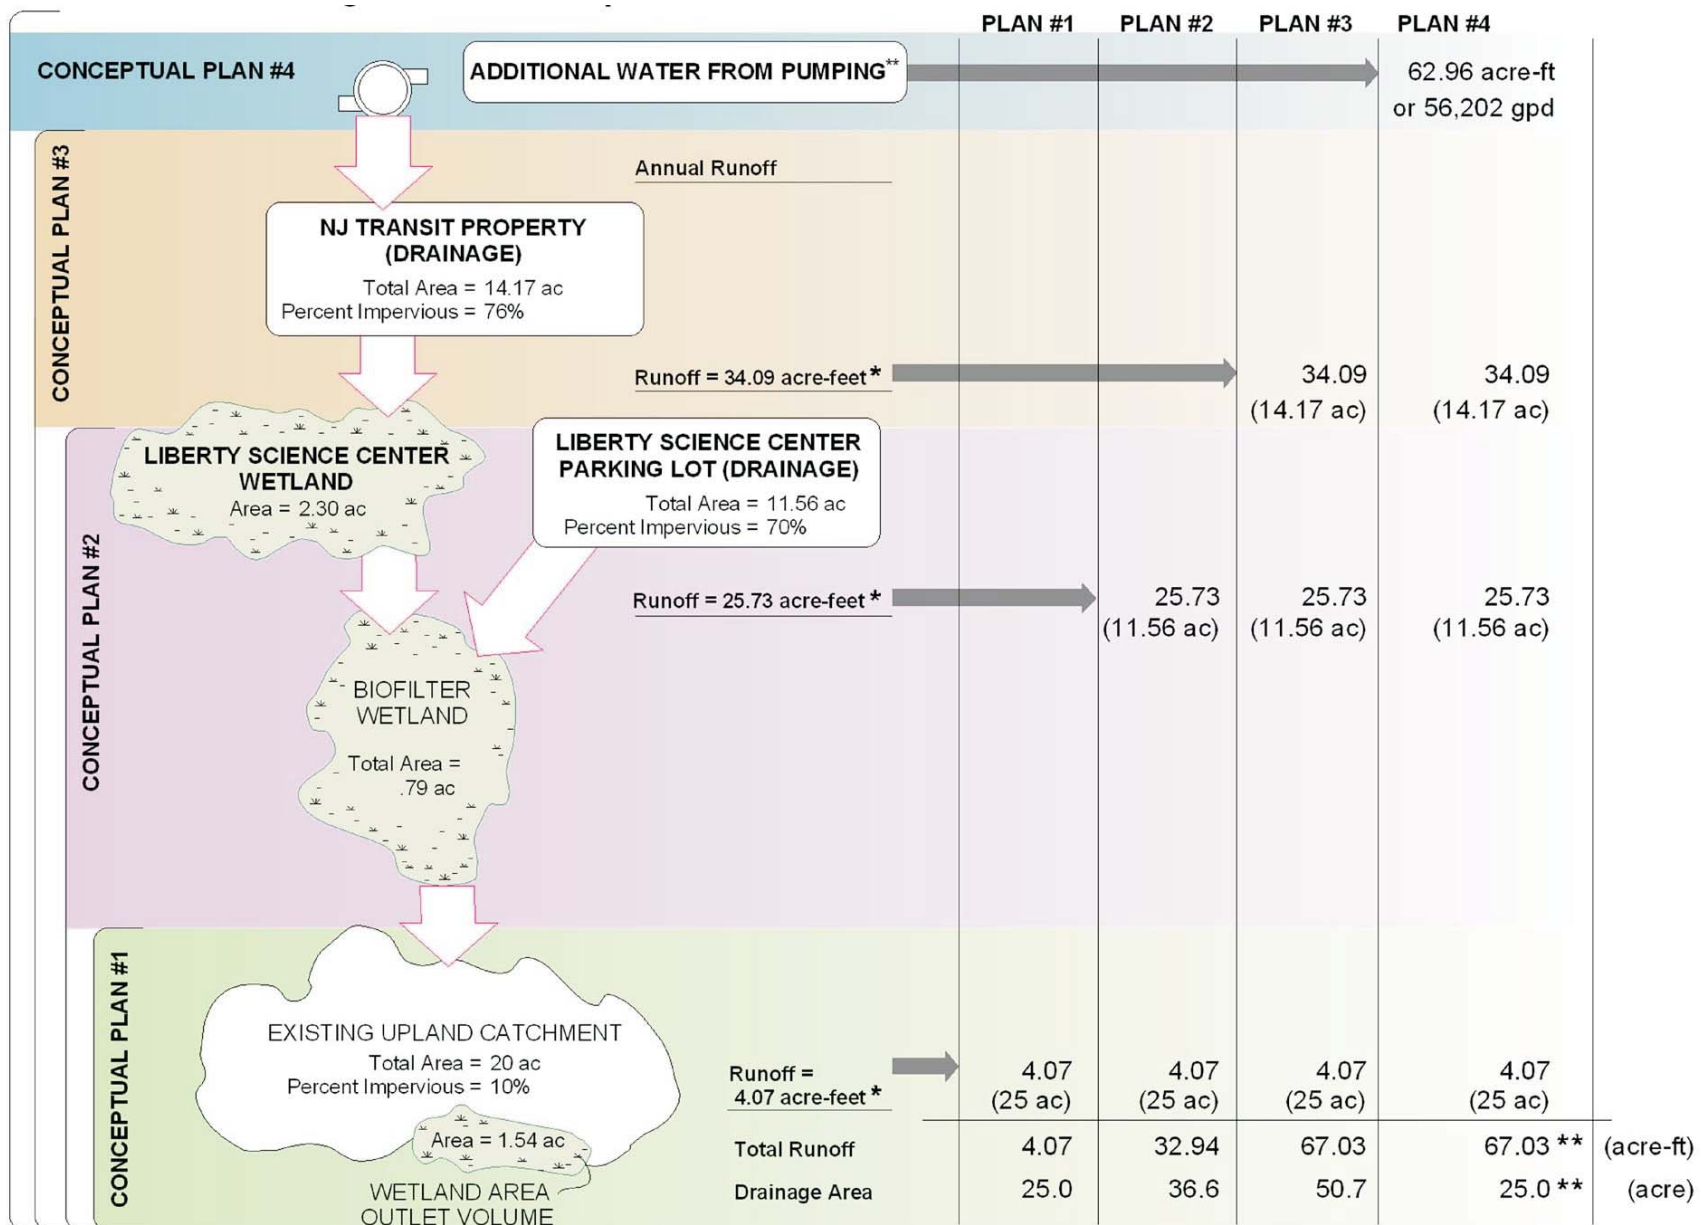 PLAN #1 PLAN #2 PLAN #3 PLAN #4
CONCEPTUAL PLAN #4
ADDITIONAL WATER FROM PUMPING**
62.96 acre-ft
or 56,202 gpd
CONCEPTUAL PLAN #3
Annual Runoff
NJ TRANSIT PROPERTY
(DRAINAGE)
Total Area = 14.17 ac
Percent Impervious = 76%
Runoff = 34.09 acre-feet* 34.09 34.09
(14.17 ac) (14.17 ac)
CONCEPTUAL PLAN #2
LIBERTY SCIENCE CENTER
WETLAND
Area = 2.30 ac
LIBERTY SCIENCE CENTER
PARKING LOT (DRAINAGE)
Total Area = 11.56 ac
Percent Impervious = 70%
Runoff = 25.73 acre-feet* 25.73 25.73 25.73
(11.56 ac) (11.56 ac) (11.56 ac)
BIOFILTER
WETLAND
Total Area =
.79 ac
CONCEPTUAL PLAN #1
EXISTING UPLAND CATCHMENT
Total Area = 20 ac
Percent Impervious = 10%
Area = 1.54 ac
WETLAND AREA
OUTLET VOLUME
Runoff = 4.07 4.07 4.07 4.07
4.07 acre-feet* (25 ac) (25 ac) (25 ac) (25 ac)
Total Runoff 4.07 32.94 67.03 67.03** (acre-ft)
Drainage Area 25.0 36.6 50.7 25.0** (acre)